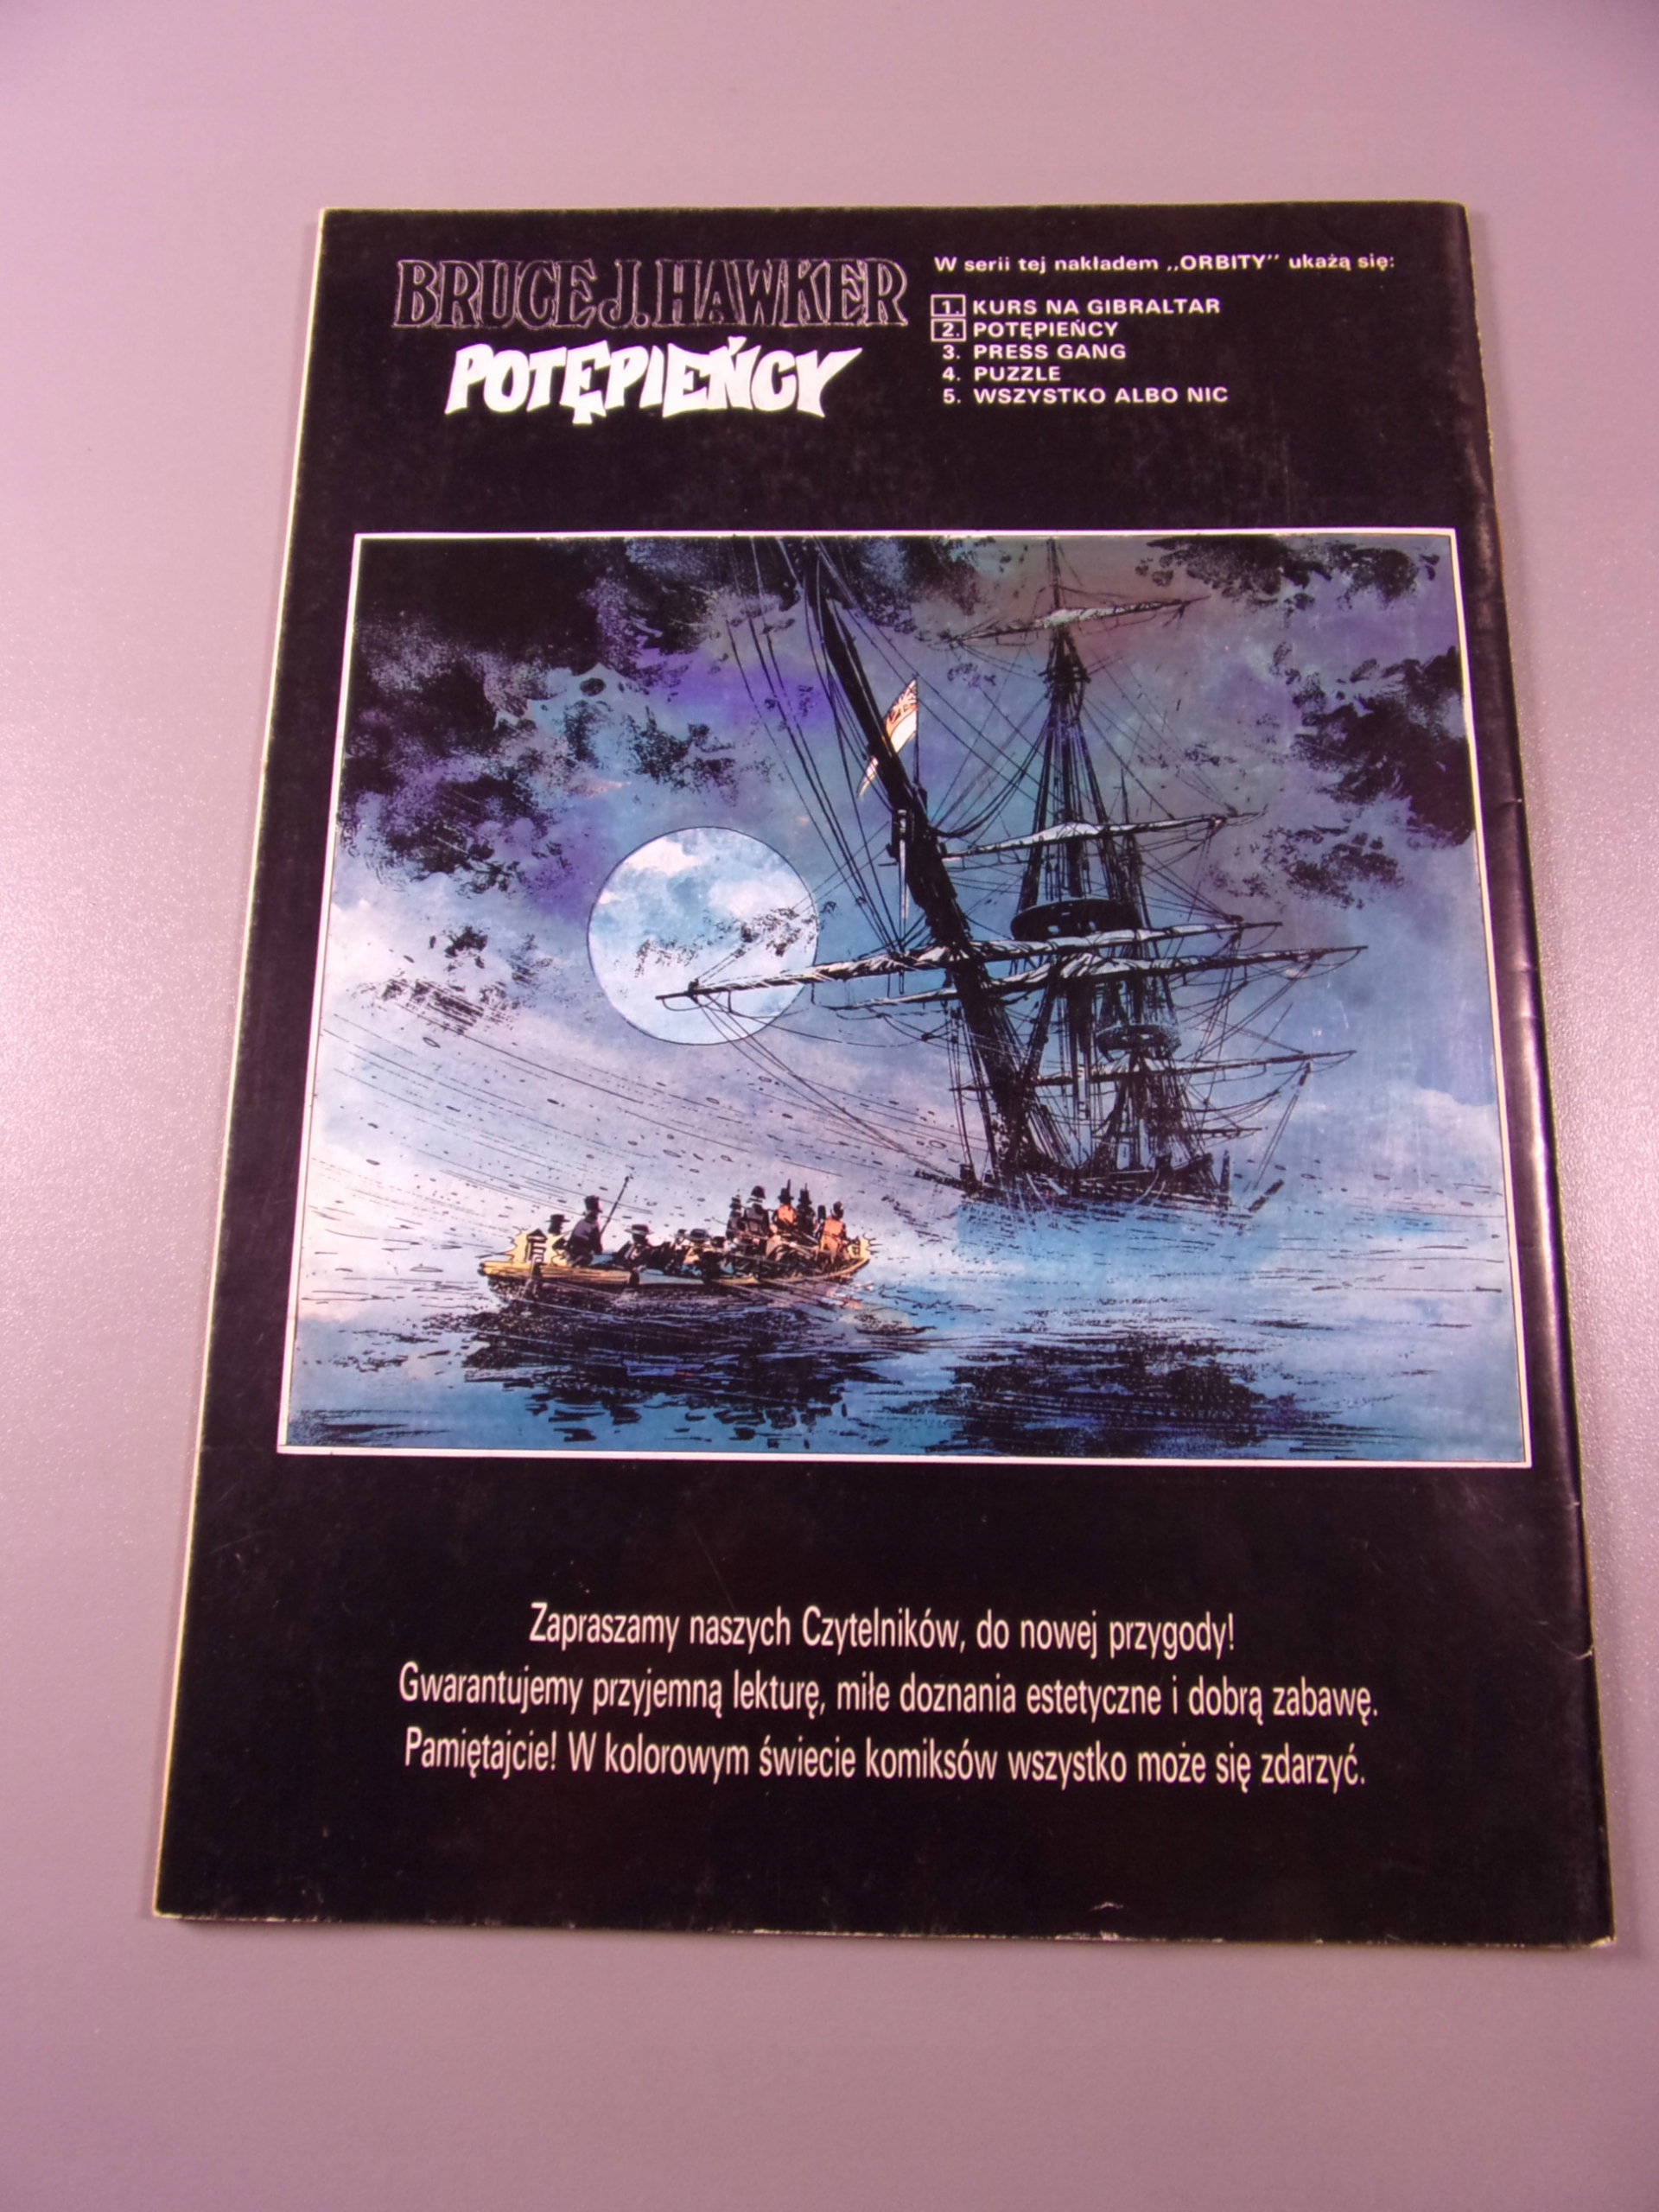 BRUCE J. HAWKER
POTĘPIEŃCY
W serii tej nakładem „ORBITY” ukażą się:
1. KURS NA GIBRALTAR
2. POTĘPIEŃCY
3. PRESS GANG
4. PUZZLE
5. WSZYSTKO ALBO NIC
Zapraszamy naszych Czytelników, do nowej przygody!
Gwarantujemy przyjemną lekturę, miłe doznania estetyczne i dobrą zabawę.
Pamiętajcie! W kolorowym świecie komiksów wszystko może się zdarzyć.